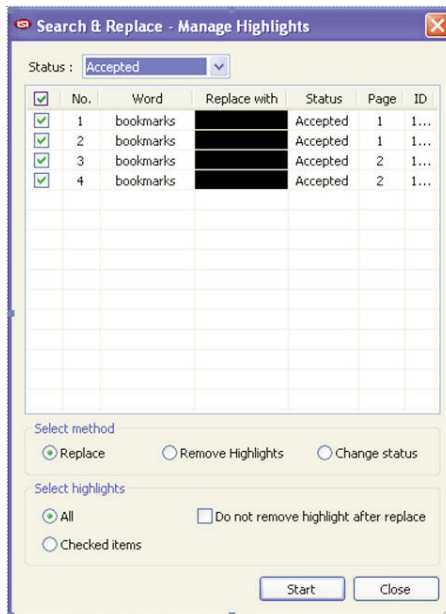 Search & Replace - Manage Highlights
Status : Accepted
No. Word Replace with Status Page ID
1 bookmarks Accepted 1 1...
2 bookmarks Accepted 1 1...
3 bookmarks Accepted 2 1...
4 bookmarks Accepted 2 1...
Select method
Replace Remove Highlights Change status
Select highlights
All Do not remove highlight after replace
Checked items
Start Close